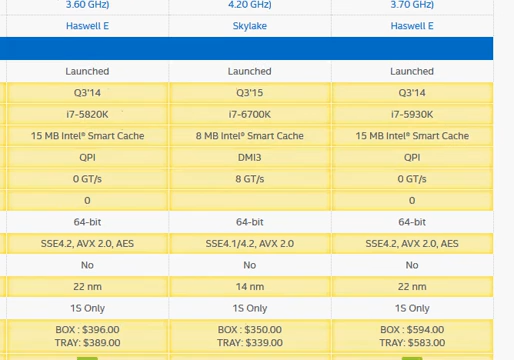 3.60 GHz) 4.20 GHz) 3.70 GHz)
Haswell E Skylake Haswell E
Launched Launched Launched
Q3'14 Q3'15 Q3'14
i7-5820K i7-6700K i7-5930K
15 MB Intel® Smart Cache 8 MB Intel® Smart Cache 15 MB Intel® Smart Cache
QPI DMI3 QPI
0 GT/s 8 GT/s 0 GT/s
0 0
64-bit 64-bit 64-bit
SSE4.2, AVX 2.0, AES SSE4.1/4.2, AVX 2.0 SSE4.2, AVX 2.0, AES
No No No
22 nm 14 nm 22 nm
1S Only 1S Only 1S Only
BOX : $396.00 BOX : $350.00 BOX : $594.00
TRAY: $389.00 TRAY: $339.00 TRAY: $583.00